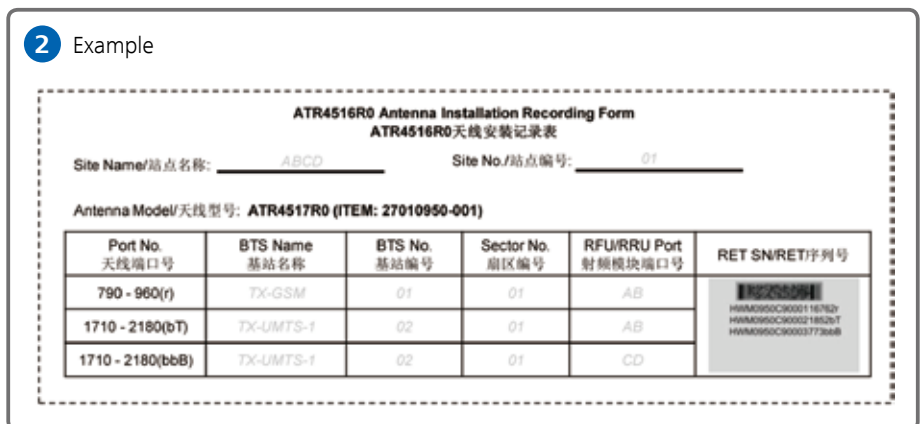 2 Example
ATR4516R0 Antenna Installation Recording Form
ATR4516R0天线安装记录表
Site Name/站点名称: ABCD Site No./站点编号: 01
Antenna Model/天线型号: ATR4517R0 (ITEM: 27010950-001)
Port No. BTS Name BTS No. Sector No. RFU/RRU Port RET SN/RET序列号
天线端口号 基站名称 基站编号 扇区编号 射频模块端口号
790 - 960(r) TX-GSM 01 01 AB
1710 - 2180(bT) TX-UMTS-1 02 01 AB
1710 - 2180(bbB) TX-UMTS-1 02 01 CD